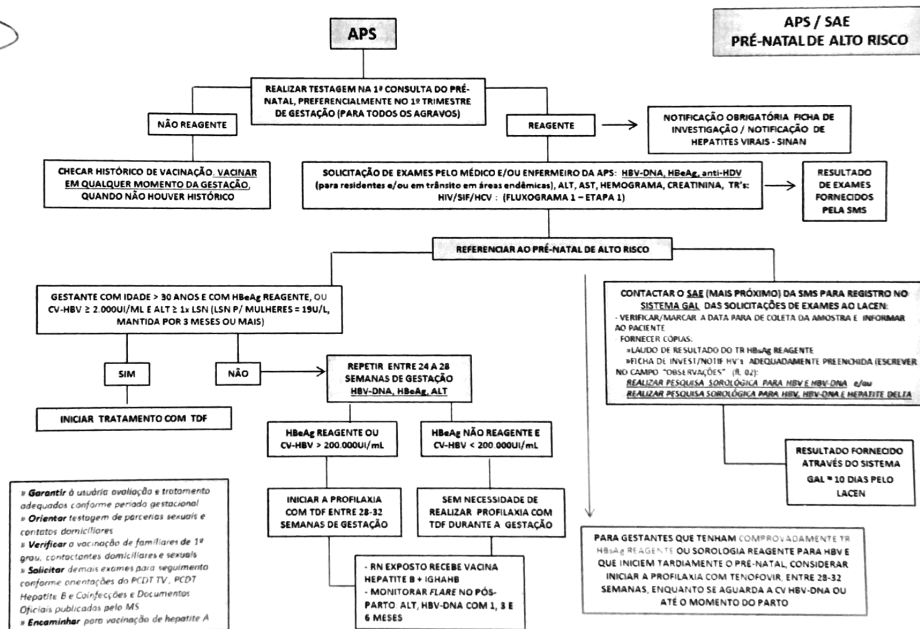 APS
APS / SAE
PRÉ-NATAL DE ALTO RISCO
REALIZAR TESTAGEM NA 1ª CONSULTA DO PRÉ-
NATAL, PREFERENCIALMENTE NO 1º TRIMESTRE
DE GESTAÇÃO (PARA TODOS OS AGRAVOS)
NÃO REAGENTE
REAGENTE
NOTIFICAÇÃO OBRIGATÓRIA FICHA DE
INVESTIGAÇÃO / NOTIFICAÇÃO DE
HEPATITES VIRAIS - SINAN
CHECAR HISTÓRICO DE VACINAÇÃO, VACINAR
EM QUALQUER MOMENTO DA GESTAÇÃO,
QUANDO NÃO HOUVER HISTÓRICO
SOLICITAÇÃO DE EXAMES PELO MÉDICO E/OU ENFERMEIRO DA APS: HBV-DNA, HBeAg, anti-HDV
(para residentes e/ou em trânsito em áreas endêmicas), ALT, AST, HEMOGRAMA, CREATININA, TR's:
HIV/SIF/HCV : (FLUXOGRAMA 1 – ETAPA 1)
RESULTADO
DE EXAMES
FORNECIDOS
PELA SMS
REFERENCIAR AO PRÉ-NATAL DE ALTO RISCO
GESTANTE COM IDADE > 30 ANOS E COM HBeAg REAGENTE, OU
CV-HBV ≥ 2.000UI/ML E ALT ≥ 1x LSN (LSN P/ MULHERES = 19U/L,
MANTIDA POR 3 MESES OU MAIS)
SIM
NÃO
INICIAR TRATAMENTO COM TDF
REPETIR ENTRE 24 A 28
SEMANAS DE GESTAÇÃO
HBV-DNA, HBeAg, ALT
HBeAg REAGENTE OU
CV-HBV > 200.000UI/mL
HBeAg NÃO REAGENTE E
CV-HBV < 200.000UI/mL
INICIAR A PROFILAXIA
COM TDF ENTRE 28-32
SEMANAS DE GESTAÇÃO
SEM NECESSIDADE DE
REALIZAR PROFILAXIA COM
TDF DURANTE A GESTAÇÃO
- RN EXPOSTO RECEBE VACINA
HEPATITE B + IGHAHB
- MONITORAR FLARE NO PÓS-
PARTO ALT, HBV-DNA COM 1, 3 E
6 MESES
CONTACTAR O SAE (MAIS PRÓXIMO) DA SMS PARA REGISTRO NO
SISTEMA GAL DAS SOLICITAÇÕES DE EXAMES AO LACEN:
- VERIFICAR/MARCAR A DATA PARA DE COLETA DA AMOSTRA E INFORMAR
AO PACIENTE
FORNECER CÓPIAS:
»LAUDO DE RESULTADO DO TR HBsAg REAGENTE
»FICHA DE INVEST/NOTIF HV's ADEQUADAMENTE PREENCHIDA (ESCREVER
NO CAMPO "OBSERVAÇÕES" (fl. 02):
REALIZAR PESQUISA SOROLÓGICA PARA HBV E HBV-DNA e/ou
REALIZAR PESQUISA SOROLÓGICA PARA HBV, HBV-DNA E HEPATITE DELTA
RESULTADO FORNECIDO
ATRAVÉS DO SISTEMA
GAL = 10 DIAS PELO
LACEN
PARA GESTANTES QUE TENHAM COMPROVADAMENTE TR
HBsAg REAGENTE OU SOROLOGIA REAGENTE PARA HBV E
QUE INICIEM TARDIAMENTE O PRÉ-NATAL, CONSIDERAR
INICIAR A PROFILAXIA COM TENOFOVIR, ENTRE 28-32
SEMANAS, ENQUANTO SE AGUARDA A CV HBV-DNA OU
ATÉ O MOMENTO DO PARTO
» Garantir à usuária avaliação e tratamento
adequados conforme período gestacional
» Orientar testagem de parcerias sexuais e
contatos domiciliares
» Verificar a vacinação de familiares de 1º
grau, contactantes domiciliares e sexuais
» Solicitar demais exames para seguimento
conforme orientações do PCDT TV, PCDT
Hepatite B e Coinfecções e Documentos
Oficiais publicados pelo MS
» Encaminhar para vacinação de hepatite A